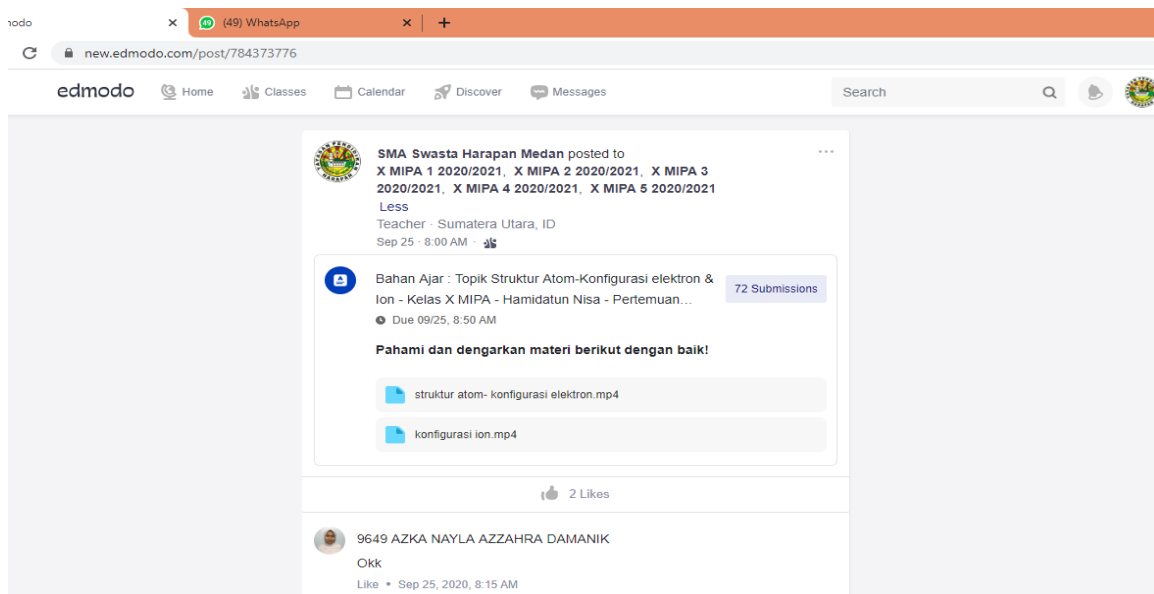 nodo
49 (49) WhatsApp
new.edmodo.com/post/784373776
edmodo Home Classes Calendar Discover Messages Search
SMA Swasta Harapan Medan posted to
X MIPA 1 2020/2021, X MIPA 2 2020/2021, X MIPA 3
2020/2021, X MIPA 4 2020/2021, X MIPA 5 2020/2021
Less
Teacher · Sumatera Utara, ID
Sep 25 · 8:00 AM ·
Bahan Ajar : Topik Struktur Atom-Konfigurasi elektron &
Ion - Kelas X MIPA - Hamidatun Nisa - Pertemuan...
72 Submissions
Due 09/25, 8:50 AM
Pahami dan dengarkan materi berikut dengan baik!
struktur atom- konfigurasi elektron.mp4
konfigurasi ion.mp4
2 Likes
9649 AZKA NAYLA AZZAHRA DAMANIK
Okk
Like • Sep 25, 2020, 8:15 AM